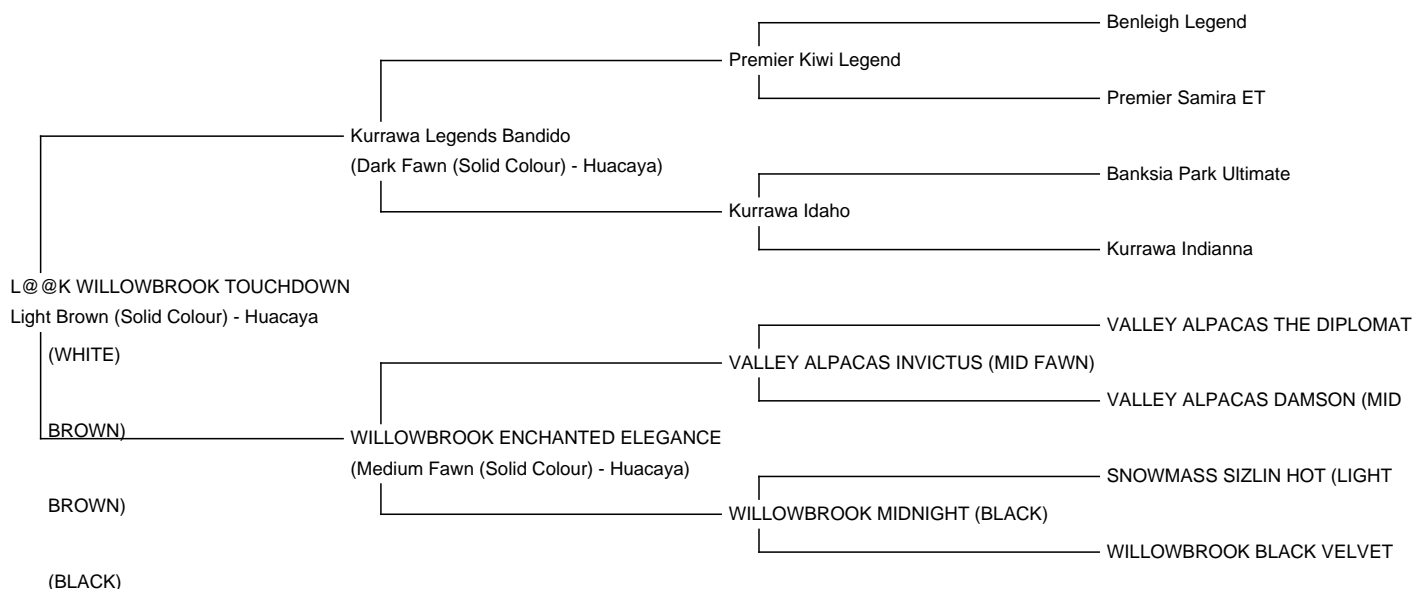 Benleigh Legend
Premier Kiwi Legend
Premier Samira ET
Kurrawa Legends Bandido
(Dark Fawn (Solid Colour) - Huacaya)
Banksia Park Ultimate
Kurrawa Idaho
Kurrawa Indianna
L@@K WILLOWBROOK TOUCHDOWN
Light Brown (Solid Colour) - Huacaya
VALLEY ALPACAS THE DIPLOMAT
(WHITE)
VALLEY ALPACAS INVICTUS (MID FAWN)
VALLEY ALPACAS DAMSON (MID
BROWN)
WILLOWBROOK ENCHANTED ELEGANCE
(Medium Fawn (Solid Colour) - Huacaya)
SNOWMASS SIZLIN HOT (LIGHT
BROWN)
WILLOWBROOK MIDNIGHT (BLACK)
WILLOWBROOK BLACK VELVET
(BLACK)